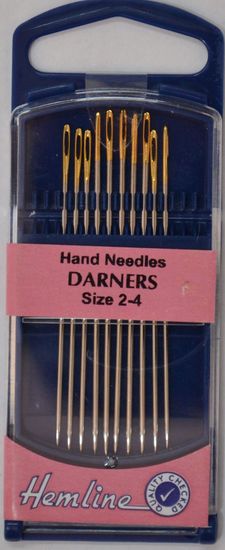 Hand Needles
DARNERS
Size 2-4
Hemline
QUALITY CHECKED